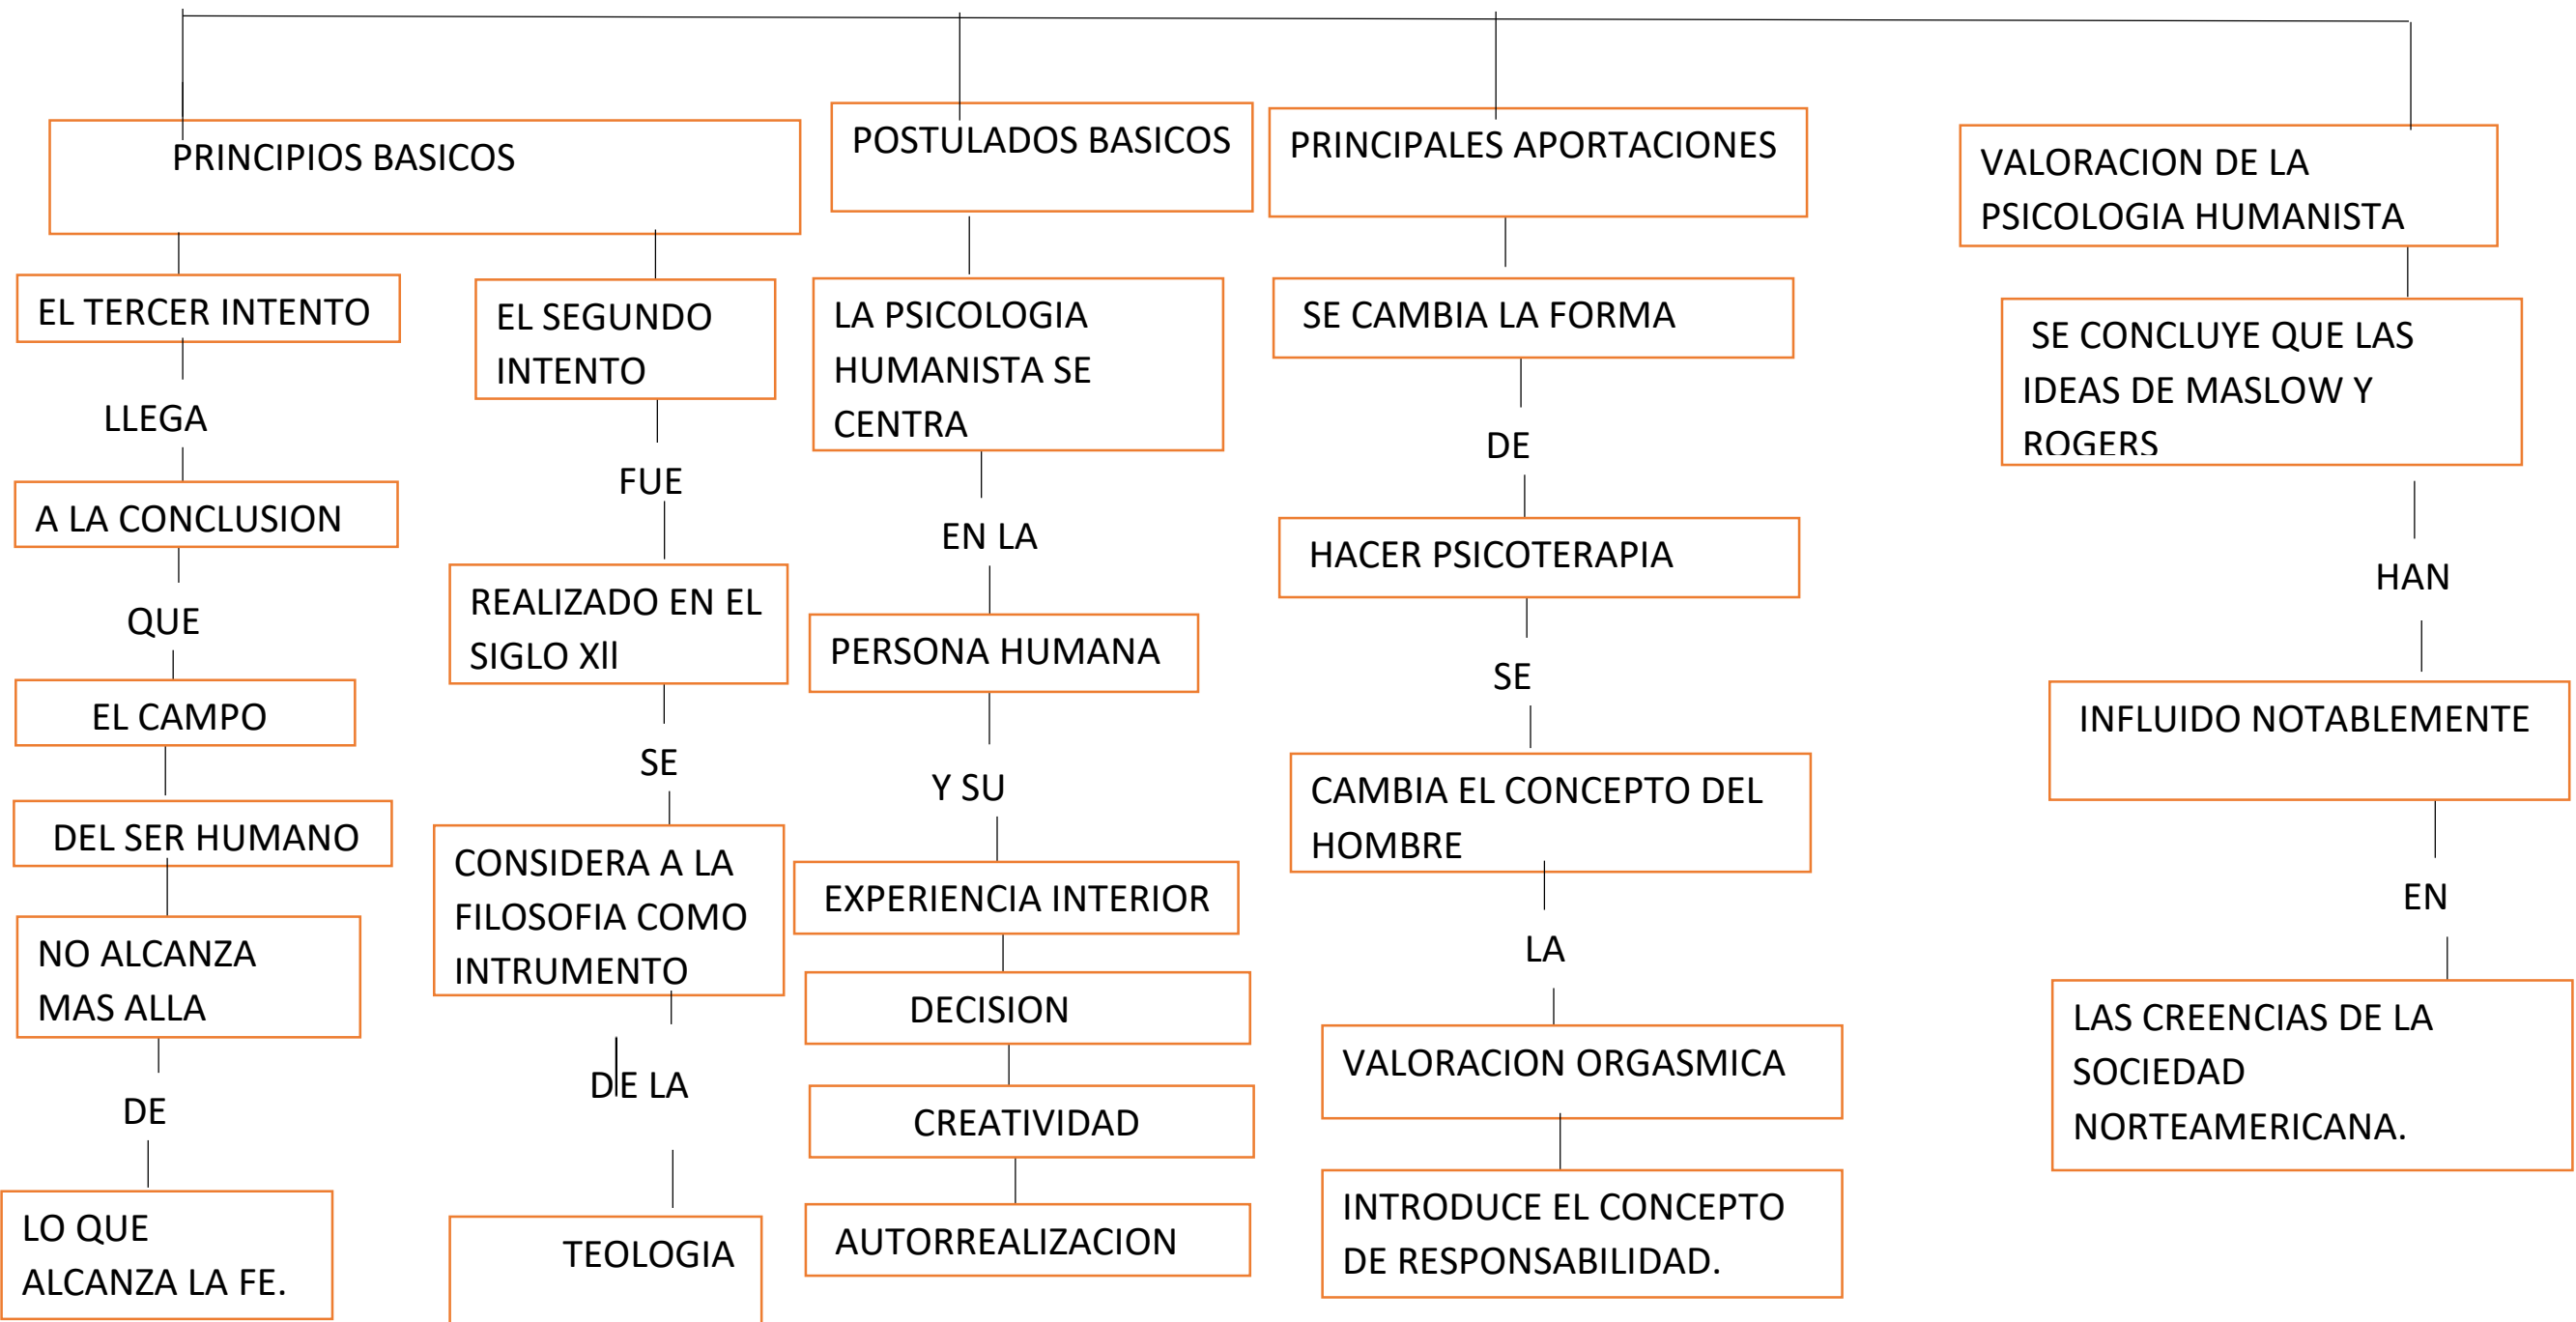 PRINCIPIOS BASICOS
EL TERCER INTENTO
LLEGA
A LA CONCLUSION
QUE
EL CAMPO
DEL SER HUMANO
NO ALCANZA
MAS ALLA
DE
LO QUE
ALCANZA LA FE.
EL SEGUNDO
INTENTO
FUE
REALIZADO EN EL
SIGLO Xll
SE
CONSIDERA A LA
FILOSOFIA COMO
INTRUMENTO
DE LA
TEOLOGIA
POSTULADOS BASICOS
LA PSICOLOGIA
HUMANISTA SE
CENTRA
EN LA
PERSONA HUMANA
Y SU
EXPERIENCIA INTERIOR
DECISION
CREATIVIDAD
AUTORREALIZACION
PRINCIPALES APORTACIONES
SE CAMBIA LA FORMA
DE
HACER PSICOTERAPIA
SE
CAMBIA EL CONCEPTO DEL
HOMBRE
LA
VALORACION ORGASMICA
INTRODUCE EL CONCEPTO
DE RESPONSABILIDAD.
VALORACION DE LA
PSICOLOGIA HUMANISTA
SE CONCLUYE QUE LAS
IDEAS DE MASLOW Y
ROGERS
HAN
INFLUIDO NOTABLEMENTE
EN
LAS CREENCIAS DE LA
SOCIEDAD
NORTEAMERICANA.